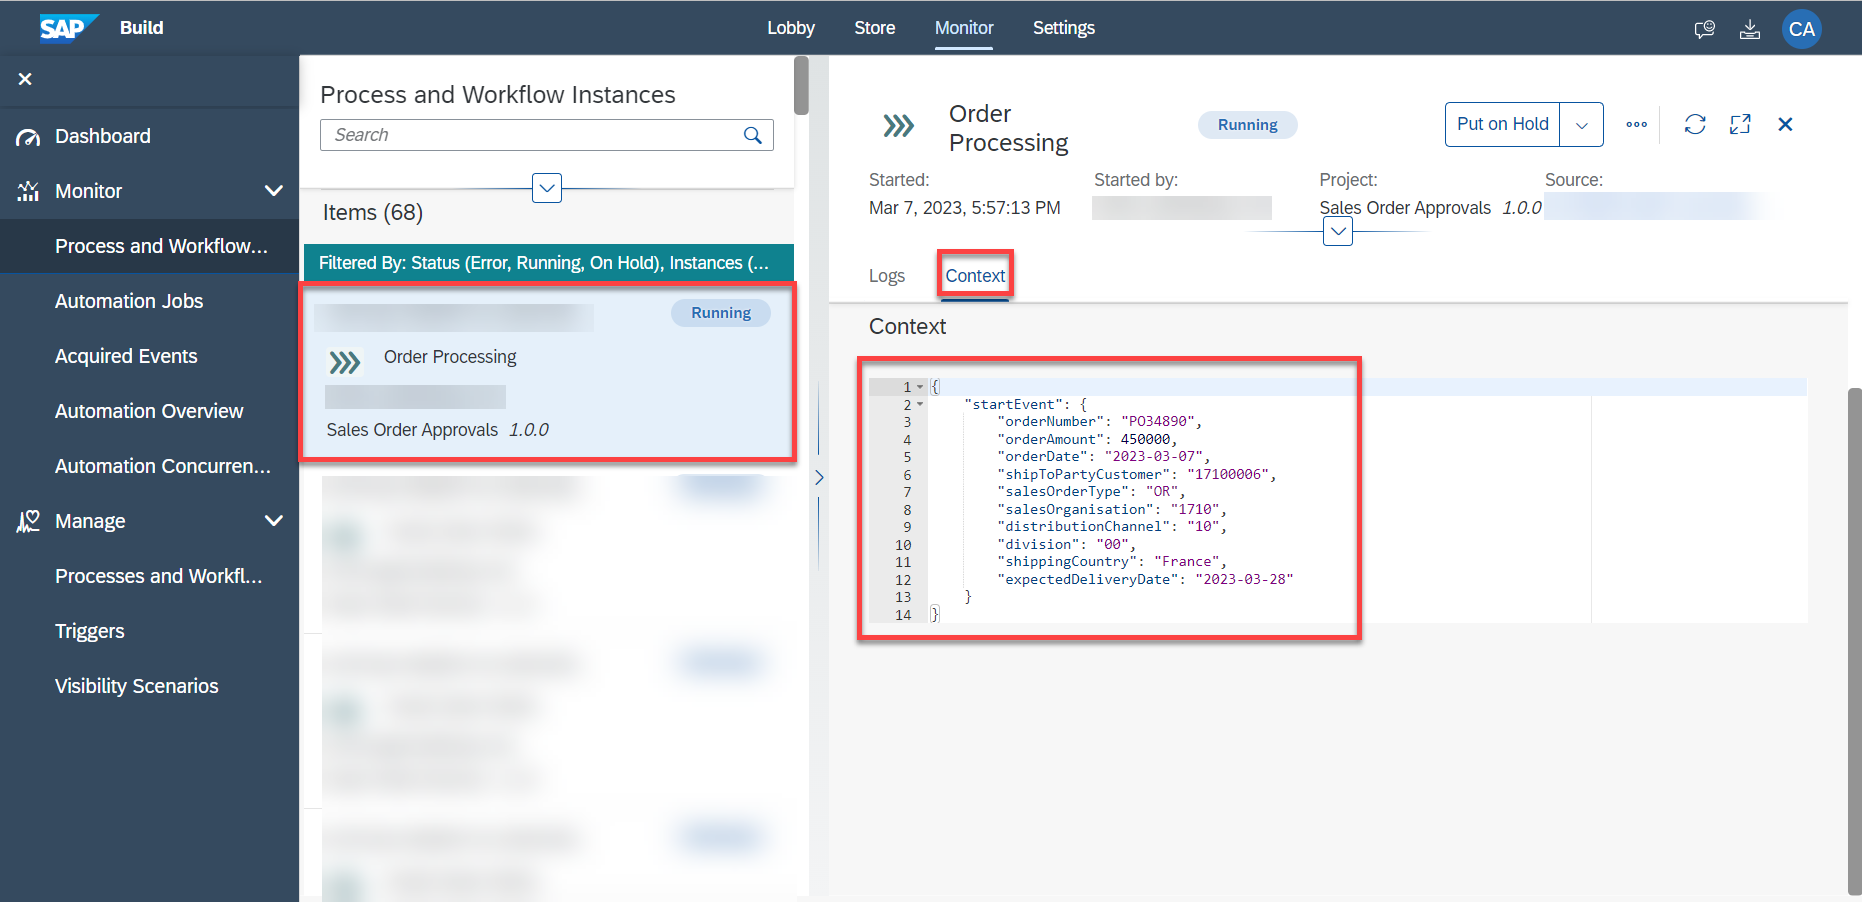 SAP Build
Lobby Store Monitor Settings
CA
Dashboard
Monitor
Process and Workflow...
Automation Jobs
Acquired Events
Automation Overview
Automation Concurren...
Manage
Processes and Workfl...
Triggers
Visibility Scenarios
Process and Workflow Instances
Search
Items (68)
Filtered By: Status (Error, Running, On Hold), Instances (...
Running
Order Processing
Sales Order Approvals 1.0.0
Order
Processing
Running
Put on Hold
Started:
Mar 7, 2023, 5:57:13 PM
Started by:
Project:
Sales Order Approvals 1.0.0
Source:
Logs Context
Context
1 {
2 "startEvent": {
3 "orderNumber": "PO34890",
4 "orderAmount": 450000,
5 "orderDate": "2023-03-07",
6 "shipToPartyCustomer": "17100006",
7 "salesOrderType": "OR",
8 "salesOrganisation": "1710",
9 "distributionChannel": "10",
10 "division": "00",
11 "shippingCountry": "France",
12 "expectedDeliveryDate": "2023-03-28"
13 }
14 }